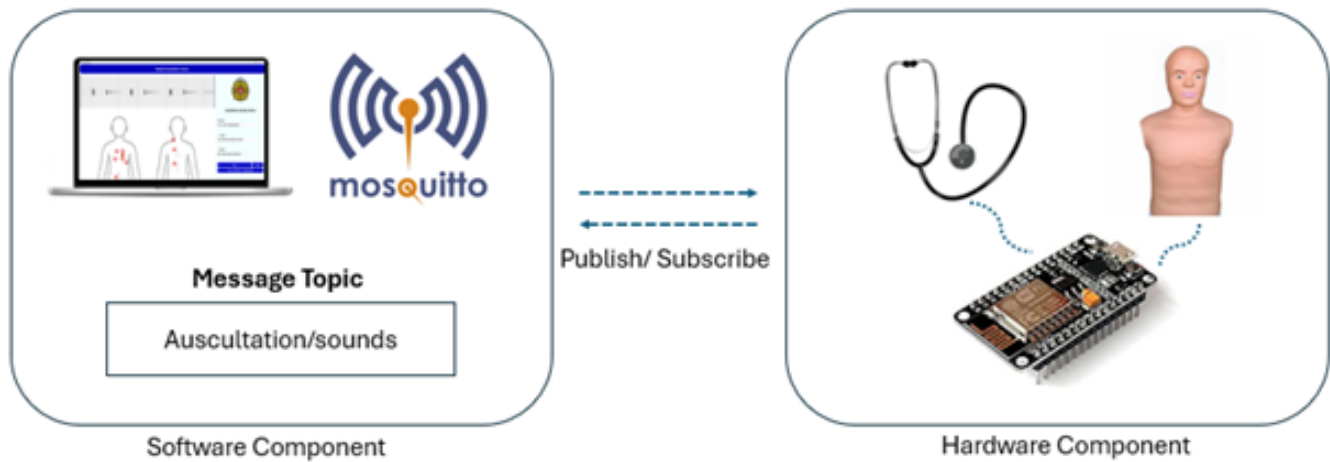 mosquitto
Message Topic
Auscultation/sounds
Software Component
Publish/ Subscribe
Hardware Component